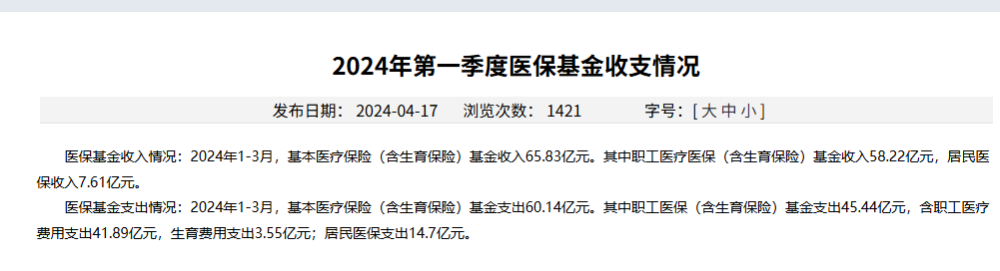 2024年第一季度医保基金收支情况
发布日期： 2024-04-17 浏览次数： 1421 字号：[ 大 中 小 ]
医保基金收入情况：2024年1-3月，基本医疗保险（含生育保险）基金收入65.83亿元。其中职工医疗医保（含生育保险）基金收入58.22亿元，居民医
保收入7.61亿元。
医保基金支出情况：2024年1-3月，基本医疗保险（含生育保险）基金支出60.14亿元。其中职工医保（含生育保险）基金支出45.44亿元，含职工医疗
费用支出41.89亿元，生育费用支出3.55亿元；居民医保支出14.7亿元。